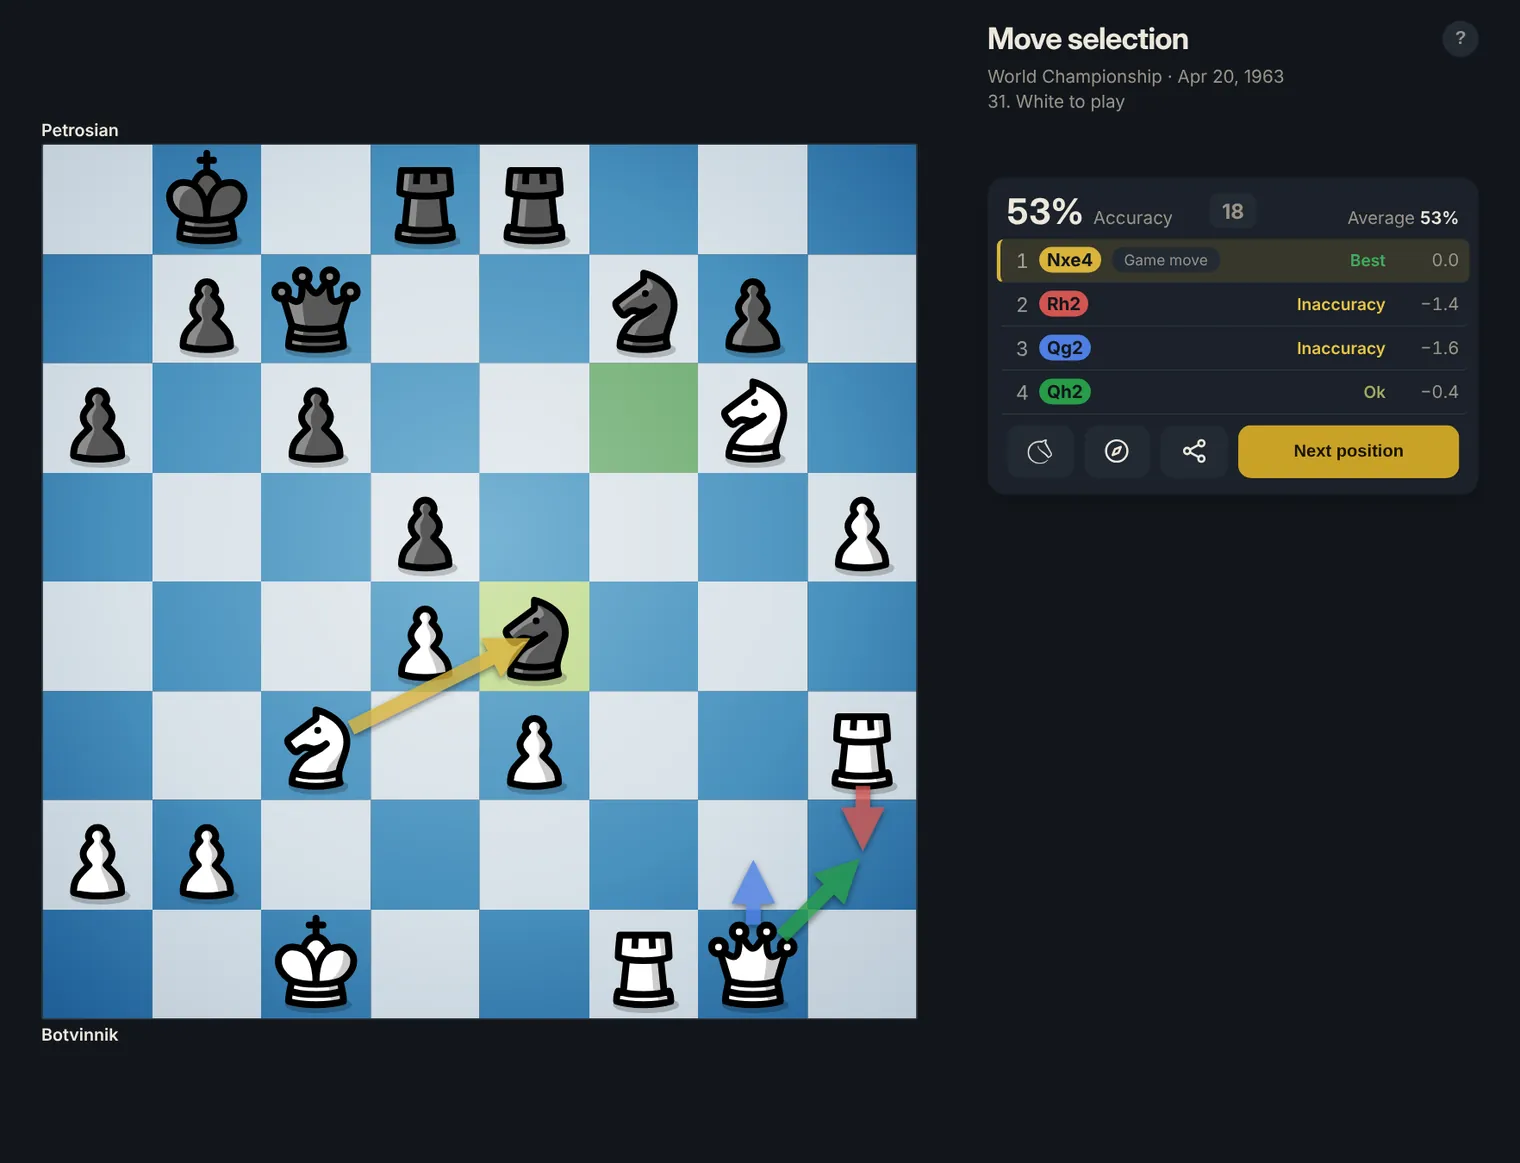 Move selection
?
World Championship · Apr 20, 1963
31. White to play
Petrosian
53% Accuracy 18 Average 53%
1 Nxe4 Game move Best 0.0
2 Rh2 Inaccuracy −1.4
3 Qg2 Inaccuracy −1.6
4 Qh2 Ok −0.4
Next position
Botvinnik